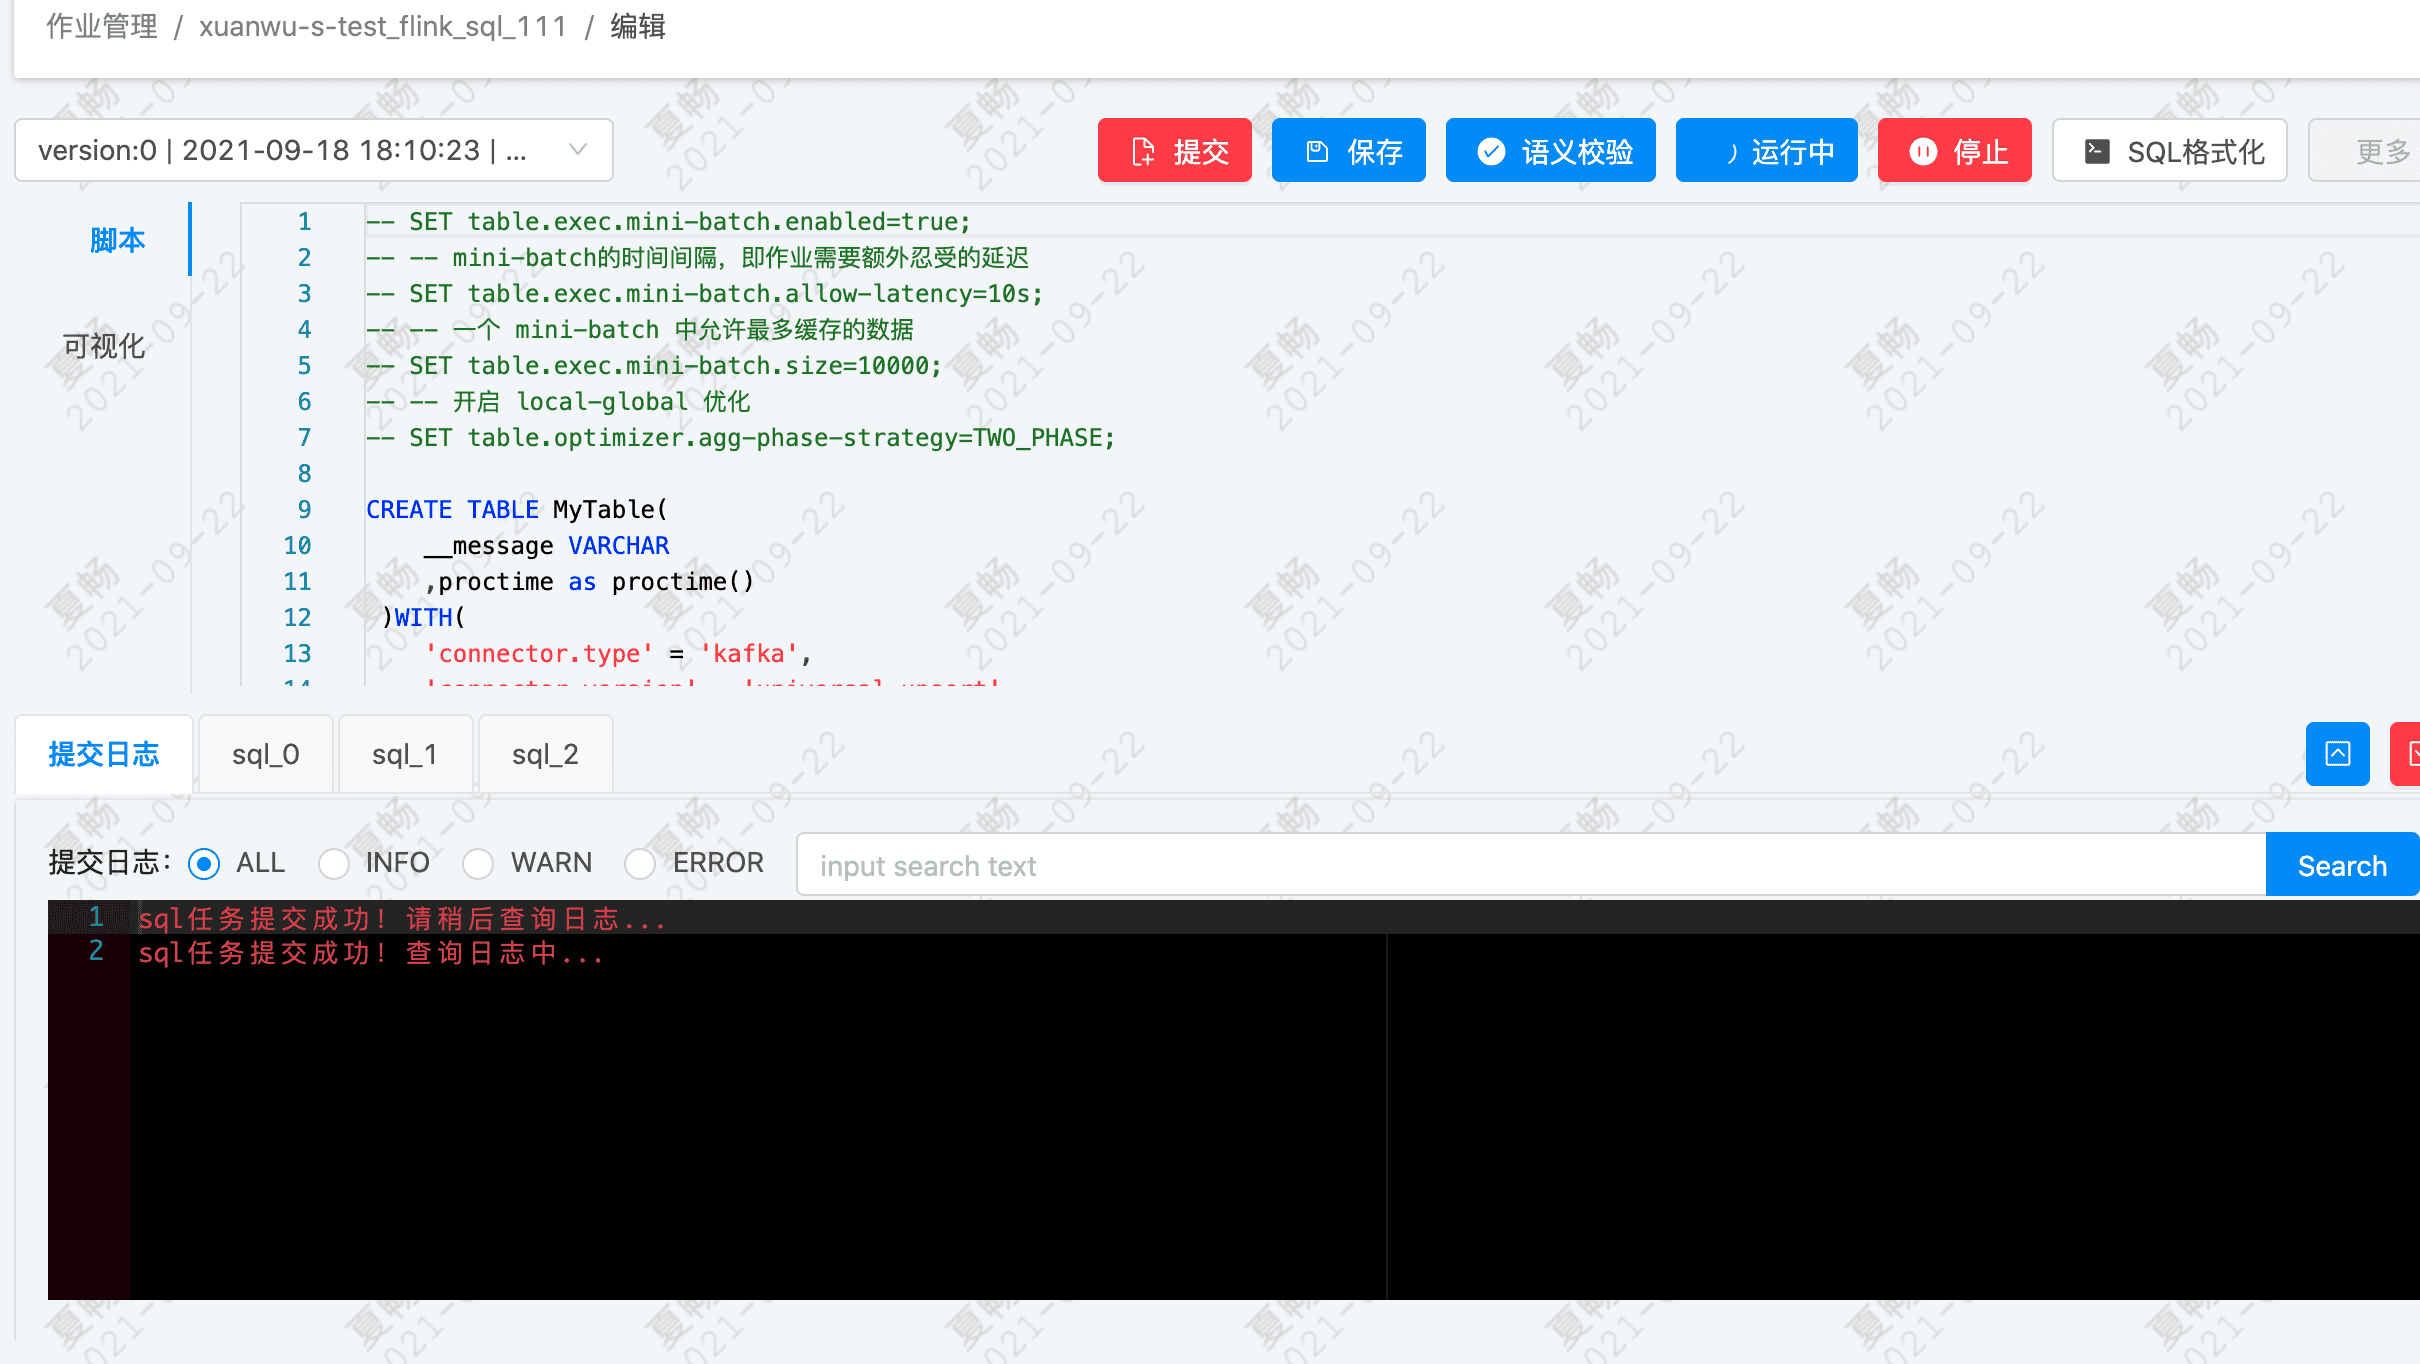 作业管理 / xuanwu-s-test_flink_sql_111 / 编辑
version:0 | 2021-09-18 18:10:23 | ...
提交 保存 语义校验 运行中 停止 SQL格式化 更多
脚本
可视化
1 -- SET table.exec.mini-batch.enabled=true;
2 -- -- mini-batch的时间间隔，即作业需要额外忍受的延迟
3 -- SET table.exec.mini-batch.allow-latency=10s;
4 -- -- 一个 mini-batch 中允许最多缓存的数据
5 -- SET table.exec.mini-batch.size=10000;
6 -- -- 开启 local-global 优化
7 -- SET table.optimizer.agg-phase-strategy=TWO_PHASE;
8
9 CREATE TABLE MyTable(
10 __message VARCHAR
11 ,proctime as proctime()
12 )WITH(
13 'connector.type' = 'kafka',
提交日志 sql_0 sql_1 sql_2
提交日志: ALL INFO WARN ERROR input search text Search
1 sql任务提交成功！请稍后查询日志...
2 sql任务提交成功！查询日志中...
夏畅
2021-09-22